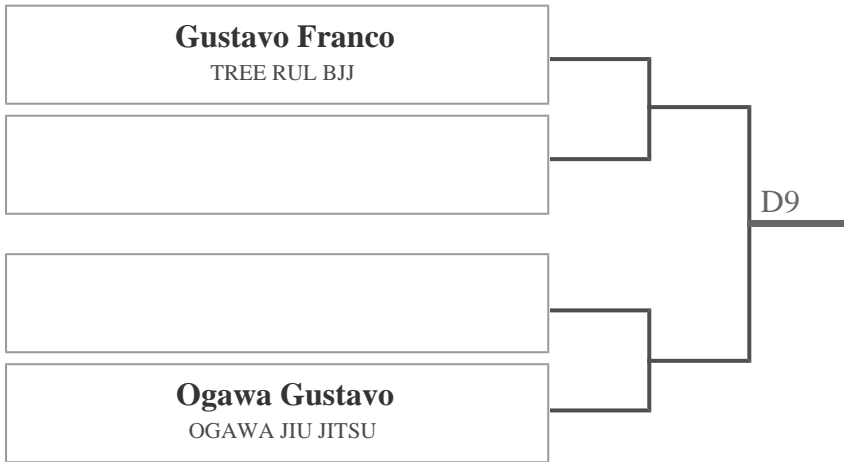 Gustavo Franco
TREE RUL BJJ
D9
Ogawa Gustavo
OGAWA JIU JITSU